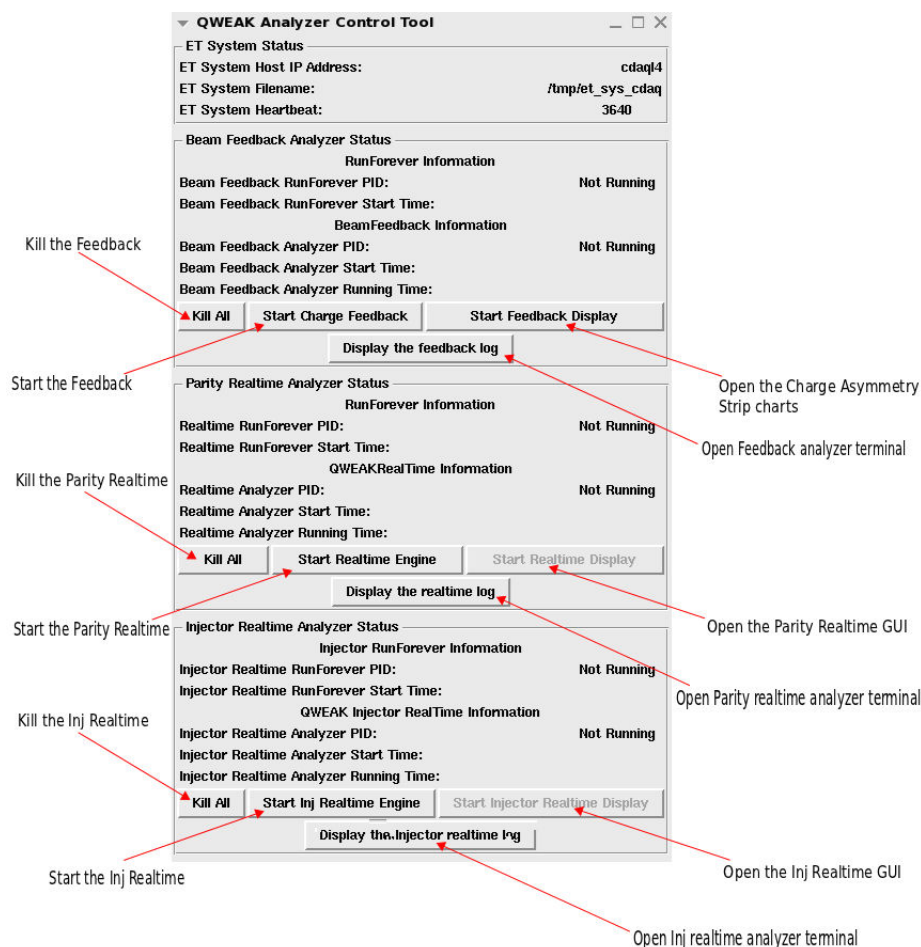 QWEAK Analyzer Control Tool
ET System Status
ET System Host IP Address: cdaql4
ET System Filename: /tmp/et_sys_cdaq
ET System Heartbeat: 3640
Beam Feedback Analyzer Status
RunForever Information
Beam Feedback RunForever PID: Not Running
Beam Feedback RunForever Start Time:
BeamFeedback Information
Kill the Feedback
Beam Feedback Analyzer PID: Not Running
Beam Feedback Analyzer Start Time:
Beam Feedback Analyzer Running Time:
Kill All Start Charge Feedback Start Feedback Display
Display the feedback log
Start the Feedback
Parity Realtime Analyzer Status
Open the Charge Asymmetry
Strip charts
RunForever Information
Realtime RunForever PID: Not Running
Realtime RunForever Start Time:
Open Feedback analyzer terminal
QWEAKRealTime Information
Kill the Parity Realtime
Realtime Analyzer PID: Not Running
Realtime Analyzer Start Time:
Realtime Analyzer Running Time:
Kill All Start Realtime Engine Start Realtime Display
Display the realtime log
Start the Parity Realtime
Injector Realtime Analyzer Status
Open the Parity Realtime GUI
Injector RunForever Information
Injector Realtime RunForever PID: Not Running
Injector Realtime RunForever Start Time:
Open Parity realtime analyzer terminal
QWEAK Injector RealTime Information
Kill the Inj Realtime
Injector Realtime Analyzer PID: Not Running
Injector Realtime Analyzer Start Time:
Injector Realtime Analyzer Running Time:
Kill All Start Inj Realtime Engine Start Injector Realtime Display
Display the Injector realtime log
Start the Inj Realtime
Open the Inj Realtime GUI
Open Inj realtime analyzer terminal